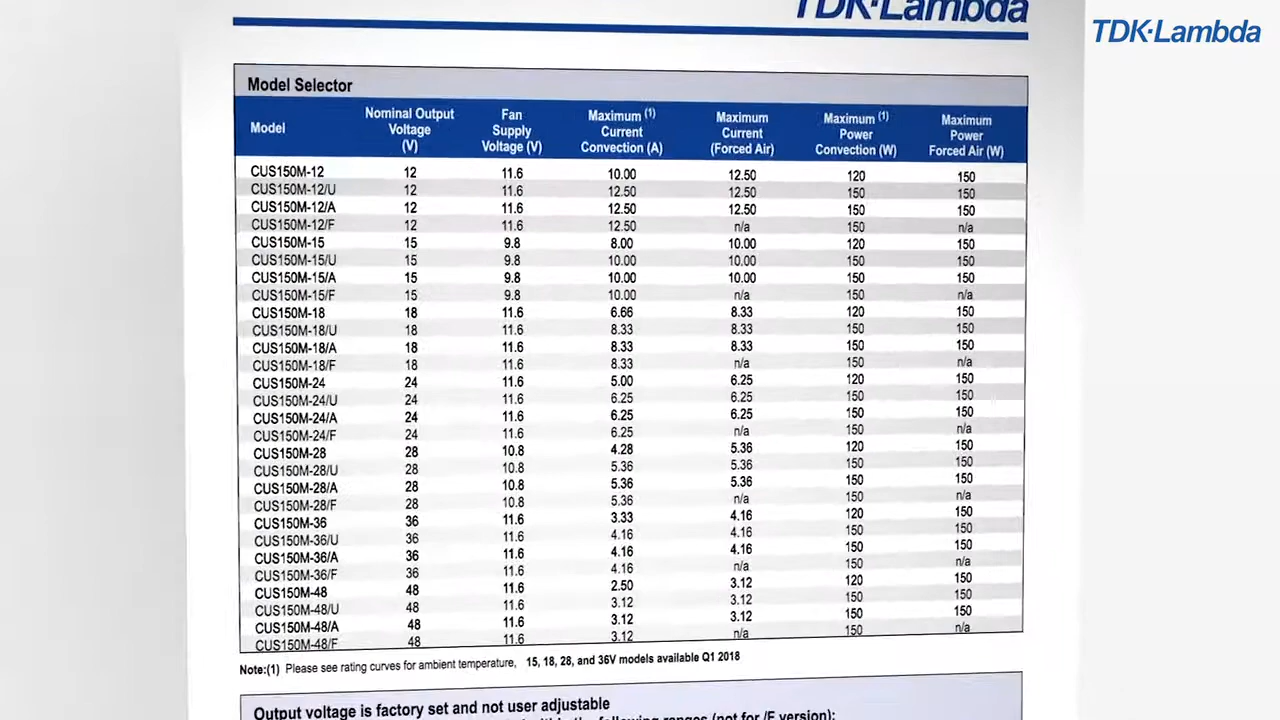 TDK·Lambda
TDK·Lambda
Model Selector
Model Nominal Output Voltage (V) Fan Supply Voltage (V) Maximum (1) Current Convection (A) Maximum Current (Forced Air) Maximum (1) Power Convection (W) Maximum Power Forced Air (W)
CUS150M-12 12 11.6 10.00 12.50 120 150
CUS150M-12/U 12 11.6 12.50 12.50 150 150
CUS150M-12/A 12 11.6 12.50 12.50 150 150
CUS150M-12/F 12 11.6 12.50 n/a 150 n/a
CUS150M-15 15 9.8 8.00 10.00 120 150
CUS150M-15/U 15 9.8 10.00 10.00 150 150
CUS150M-15/A 15 9.8 10.00 10.00 150 150
CUS150M-15/F 15 9.8 10.00 n/a 150 n/a
CUS150M-18 18 11.6 6.66 8.33 120 150
CUS150M-18/U 18 11.6 8.33 8.33 150 150
CUS150M-18/A 18 11.6 8.33 8.33 150 150
CUS150M-18/F 18 11.6 8.33 n/a 150 n/a
CUS150M-24 24 11.6 5.00 6.25 120 150
CUS150M-24/U 24 11.6 6.25 6.25 150 150
CUS150M-24/A 24 11.6 6.25 6.25 150 150
CUS150M-24/F 24 11.6 6.25 n/a 150 n/a
CUS150M-28 28 10.8 4.28 5.36 120 150
CUS150M-28/U 28 10.8 5.36 5.36 150 150
CUS150M-28/A 28 10.8 5.36 5.36 150 150
CUS150M-28/F 28 10.8 5.36 n/a 150 n/a
CUS150M-36 36 11.6 3.33 4.16 120 150
CUS150M-36/U 36 11.6 4.16 4.16 150 150
CUS150M-36/A 36 11.6 4.16 4.16 150 150
CUS150M-36/F 36 11.6 4.16 n/a 150 n/a
CUS150M-48 48 11.6 2.50 3.12 120 150
CUS150M-48/U 48 11.6 3.12 3.12 150 150
CUS150M-48/A 48 11.6 3.12 3.12 150 150
CUS150M-48/F 48 11.6 3.12 n/a 150 n/a
Note:(1) Please see rating curves for ambient temperature, 15, 18, 28, and 36V models available Q1 2018
Output voltage is factory set and not user adjustable
the following ranges (not for /F version):